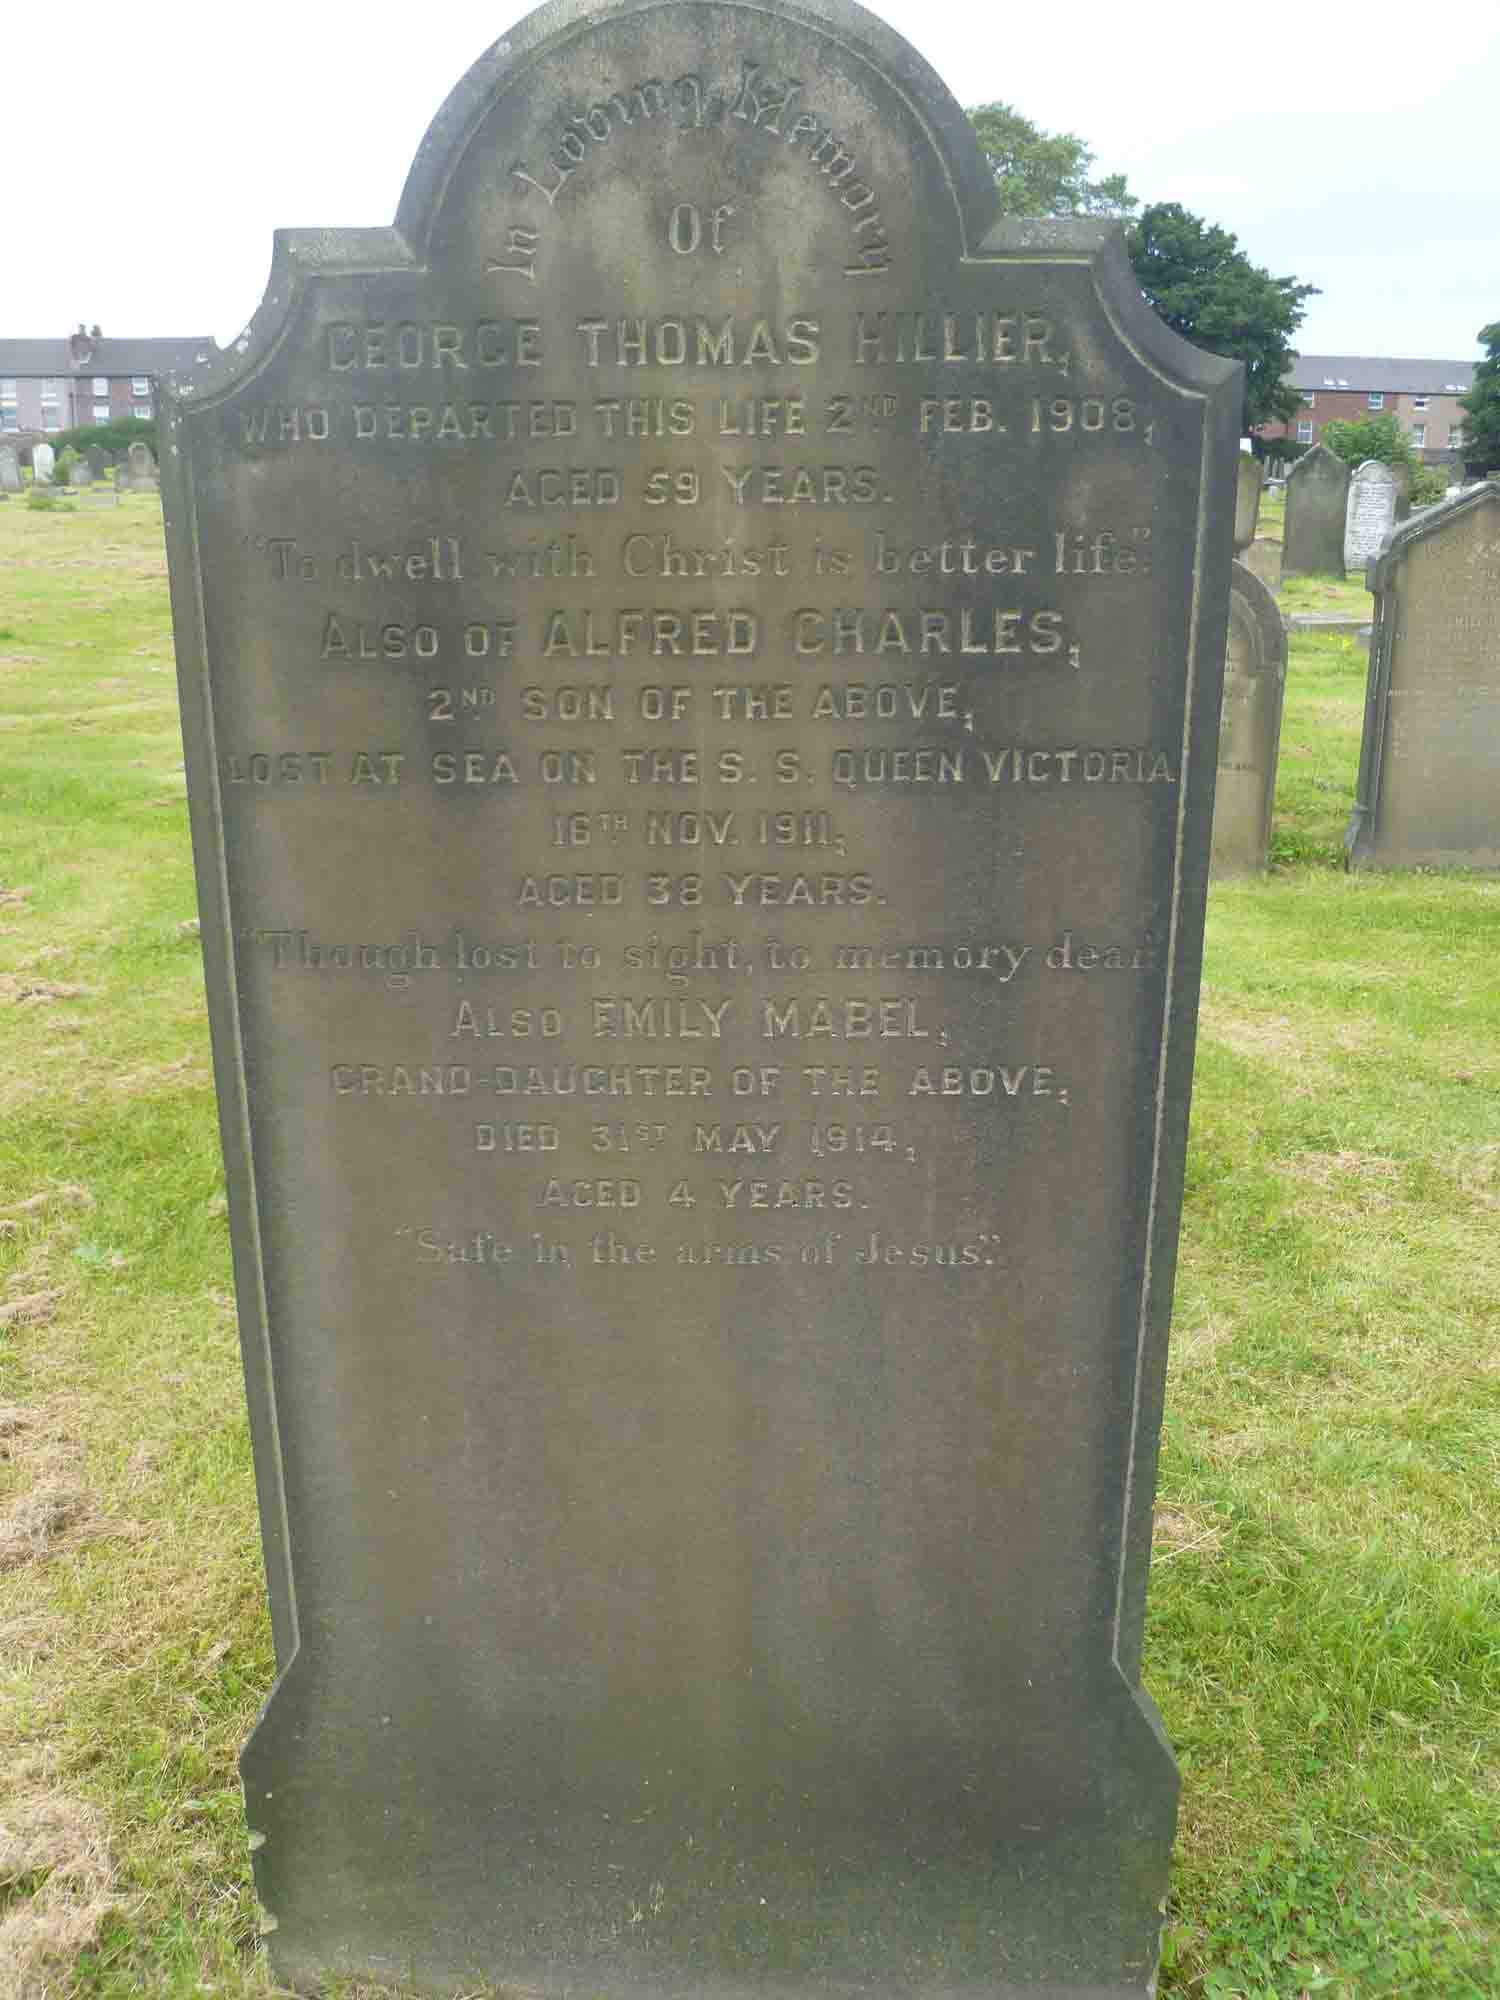 In Loving Memory
Of
GEORGE THOMAS HILLIER,
WHO DEPARTED THIS LIFE 2ND FEB. 1908,
AGED 59 YEARS.
"To dwell with Christ is better life."
ALSO OF ALFRED CHARLES,
2ND SON OF THE ABOVE,
LOST AT SEA ON THE S. S. QUEEN VICTORIA
16TH NOV. 1911,
AGED 38 YEARS.
"Though lost to sight, to memory dear."
ALSO EMILY MABEL,
GRAND-DAUGHTER OF THE ABOVE,
DIED 31ST MAY 1914,
AGED 4 YEARS.
"Safe in the arms of Jesus."